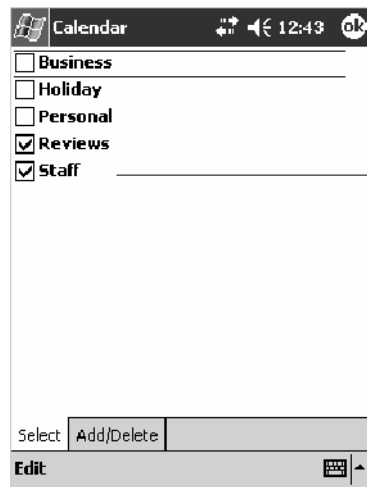 Calendar 12:43 ok
Business
Holiday
Personal
Reviews
Staff
Select Add/Delete
Edit